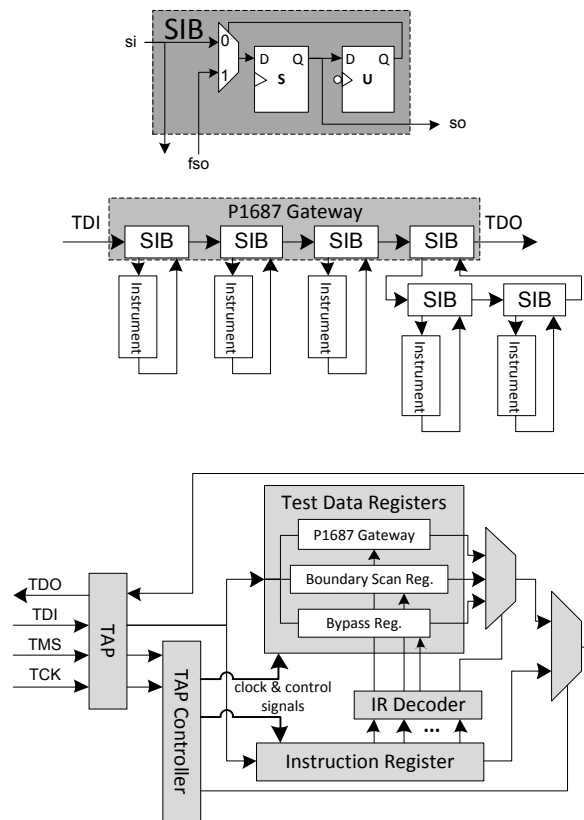 SIB
si
0
1
D Q
S
D Q
U
so
fso
P1687 Gateway
TDI
TDO
SIB
SIB
SIB
SIB
Instrument
Instrument
Instrument
SIB
SIB
Instrument
Instrument
Test Data Registers
P1687 Gateway
Boundary Scan Reg.
Bypass Reg.
TDO
TDI
TMS
TCK
TAP
TAP Controller
clock & control
signals
IR Decoder
...
Instruction Register